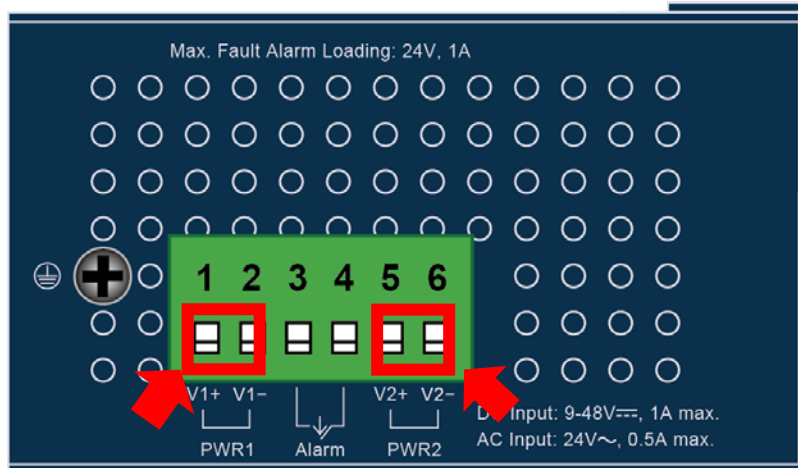 Max. Fault Alarm Loading: 24V, 1A
1 2 3 4 5 6
V1+ V1− V2+ V2−
PWR1 Alarm PWR2
Input: 9-48V⎓, 1A max.
AC Input: 24V∼, 0.5A max.